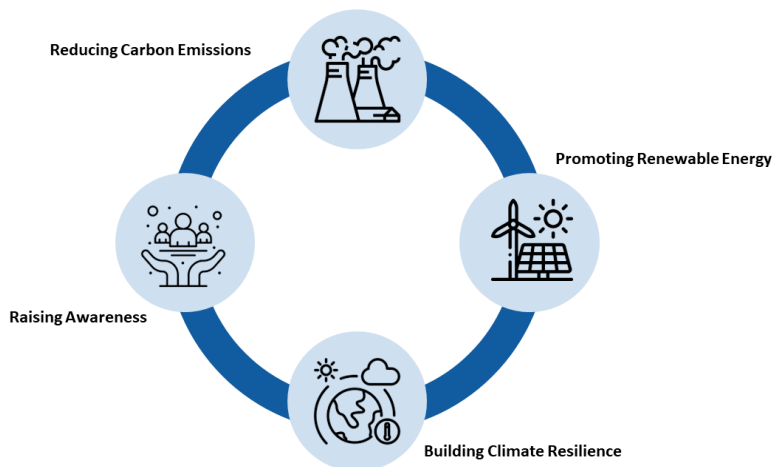 Reducing Carbon Emissions
Promoting Renewable Energy
Raising Awareness
Building Climate Resilience